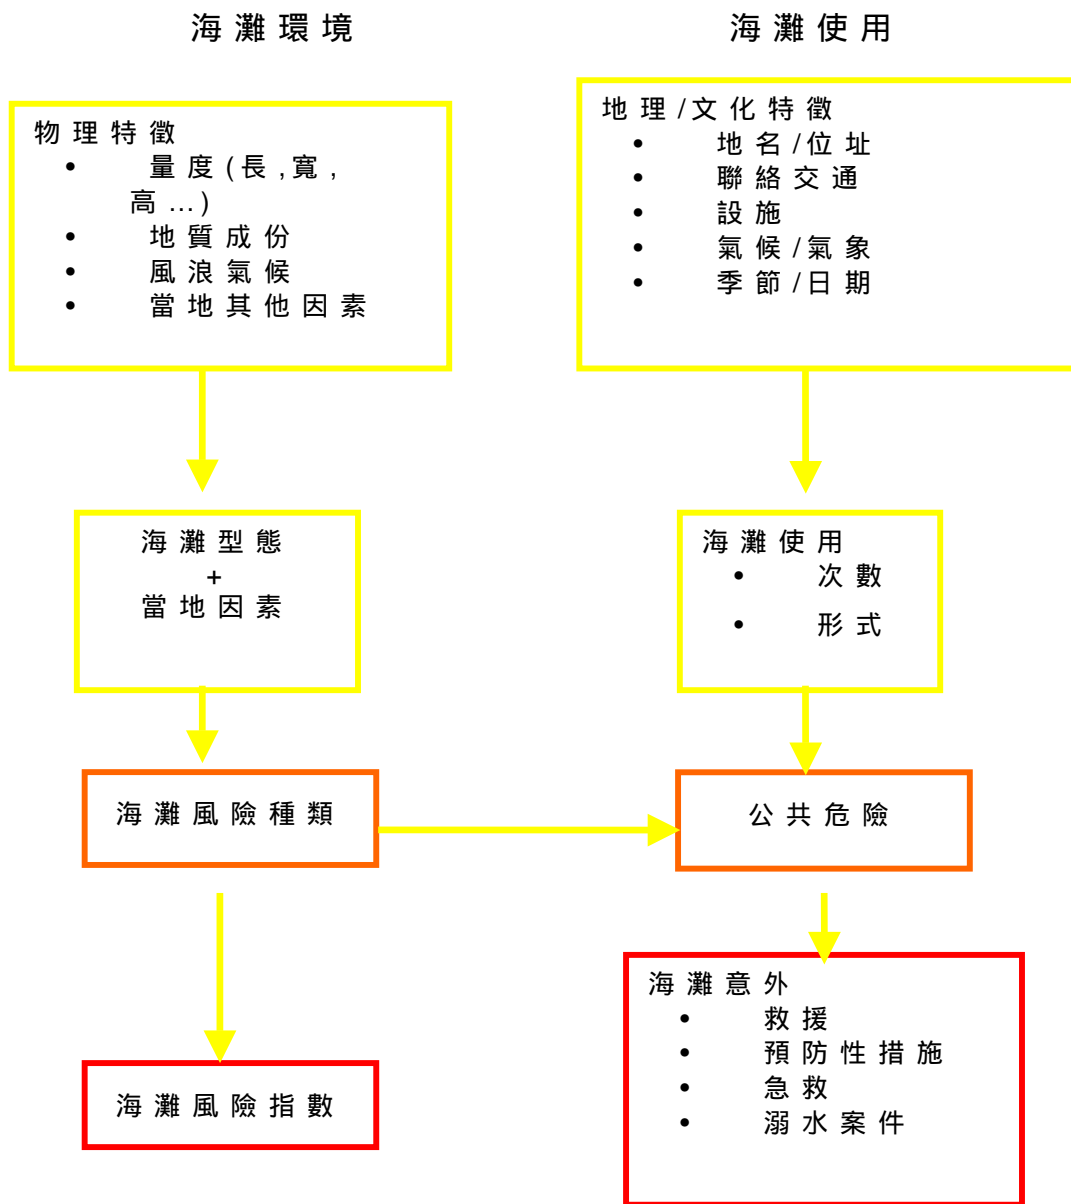 海灘環境
海灘使用
物理特徵
• 量度(長,寬,
高…)
• 地質成份
• 風浪氣候
• 當地其他因素
地理/文化特徵
• 地名/位址
• 聯絡交通
• 設施
• 氣候/氣象
• 季節/日期
海灘型態
+
當地因素
海灘使用
• 次數
• 形式
海灘風險種類
公共危險
海灘風險指數
海灘意外
• 救援
• 預防性措施
• 急救
• 溺水案件